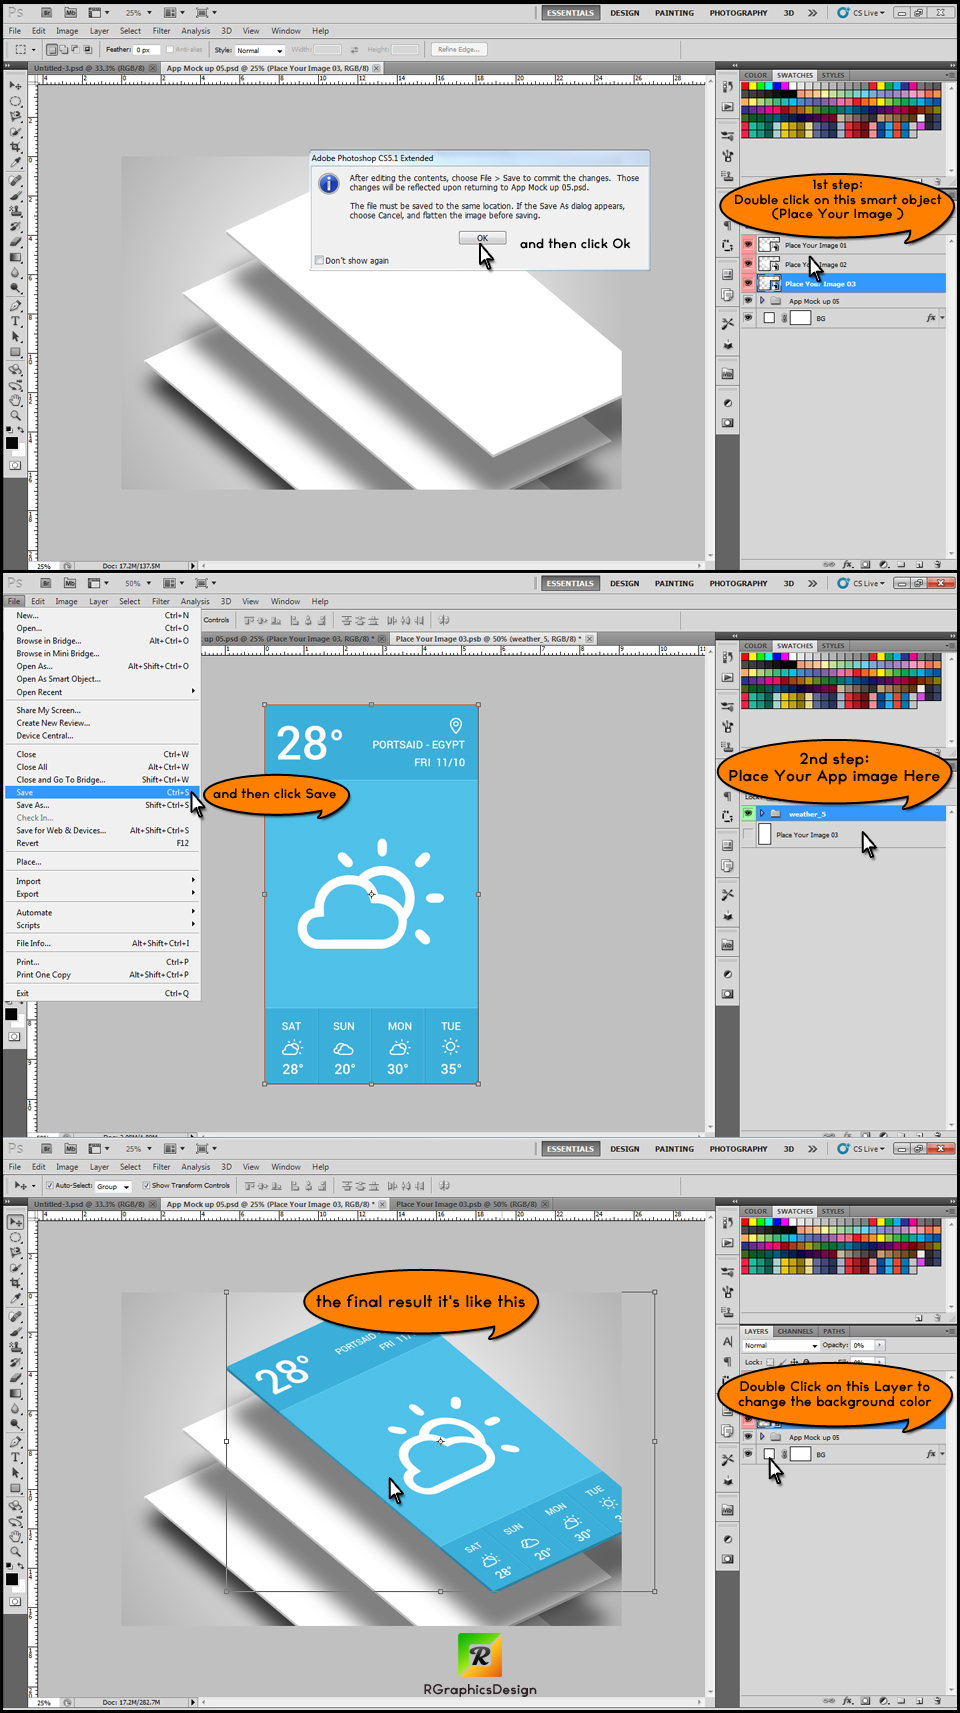 Ps Br Mb 25% ESSENTIALS DESIGN PAINTING PHOTOGRAPHY 3D CS Live
File Edit Image Layer Select Filter Analysis 3D View Window Help
Feather: 0 px Anti-alias Style: Normal Width: Height: Refine Edge...
Untitled-3.psd @ 33.3% (RGB/8) App Mock up 05.psd @ 25% (Place Your Image 03, RGB/8)
COLOR SWATCHES STYLES
Adobe Photoshop CS5.1 Extended
After editing the contents, choose File > Save to commit the changes. Those
changes will be reflected upon returning to App Mock up 05.psd.
The file must be saved to the same location. If the Save As dialog appears,
choose Cancel, and flatten the image before saving.
OK
and then click Ok
Don't show again
1st step:
Double click on this smart object
(Place Your Image )
Place Your Image 01
Place Your Image 02
Place Your Image 03
App Mock up 05
BG fx
25% Doc: 17.2M/137.5M
Ps Br Mb 50% ESSENTIALS DESIGN PAINTING PHOTOGRAPHY 3D CS Live
File Edit Image Layer Select Filter Analysis 3D View Window Help
Controls
up 05.psd @ 25% (Place Your Image 03, RGB/8) * Place Your Image 03.psb @ 50% (weather_5, RGB/8) *
COLOR SWATCHES STYLES
New... Ctrl+N
Open... Ctrl+O
Browse in Bridge... Alt+Ctrl+O
Browse in Mini Bridge...
Open As... Alt+Shift+Ctrl+O
Open As Smart Object...
Open Recent
Share My Screen...
Create New Review...
Device Central...
Close Ctrl+W
Close All Alt+Ctrl+W
Close and Go To Bridge... Shift+Ctrl+W
Save Ctrl+S
Save As... Shift+Ctrl+S
Check In...
Save for Web & Devices... Alt+Shift+Ctrl+S
Revert F12
Place...
Import
Export
Automate
Scripts
File Info... Alt+Shift+Ctrl+I
Print... Ctrl+P
Print One Copy Alt+Shift+Ctrl+P
Exit Ctrl+Q
and then click Save
28°
PORTSAID - EGYPT
FRI 11/10
SAT SUN MON TUE
28° 20° 30° 35°
2nd step:
Place Your App image Here
weather_5
Place Your Image 03
Ps Br Mb 25% ESSENTIALS DESIGN PAINTING PHOTOGRAPHY 3D CS Live
File Edit Image Layer Select Filter Analysis 3D View Window Help
Auto-Select: Group Show Transform Controls
Untitled-3.psd @ 33.3% (RGB/8) App Mock up 05.psd @ 25% (Place Your Image 03, RGB/8) * Place Your Image 03.psb @ 50% (RGB/8)
COLOR SWATCHES STYLES
the final result it's like this
28°
PORTSAID
FRI 11/
SAT SUN MON TUE
28° 20° 30°
LAYERS CHANNELS PATHS
Normal Opacity: 0%
Lock:
Double Click on this Layer to
change the background color
App Mock up 05
BG fx
R
RGraphicsDesign
25% Doc: 17.2M/282.7M